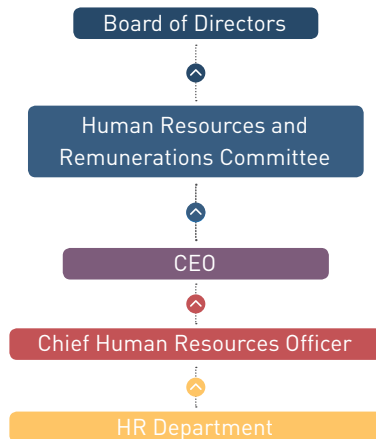 Board of Directors
Human Resources and
Remunerations Committee
CEO
Chief Human Resources Officer
HR Department